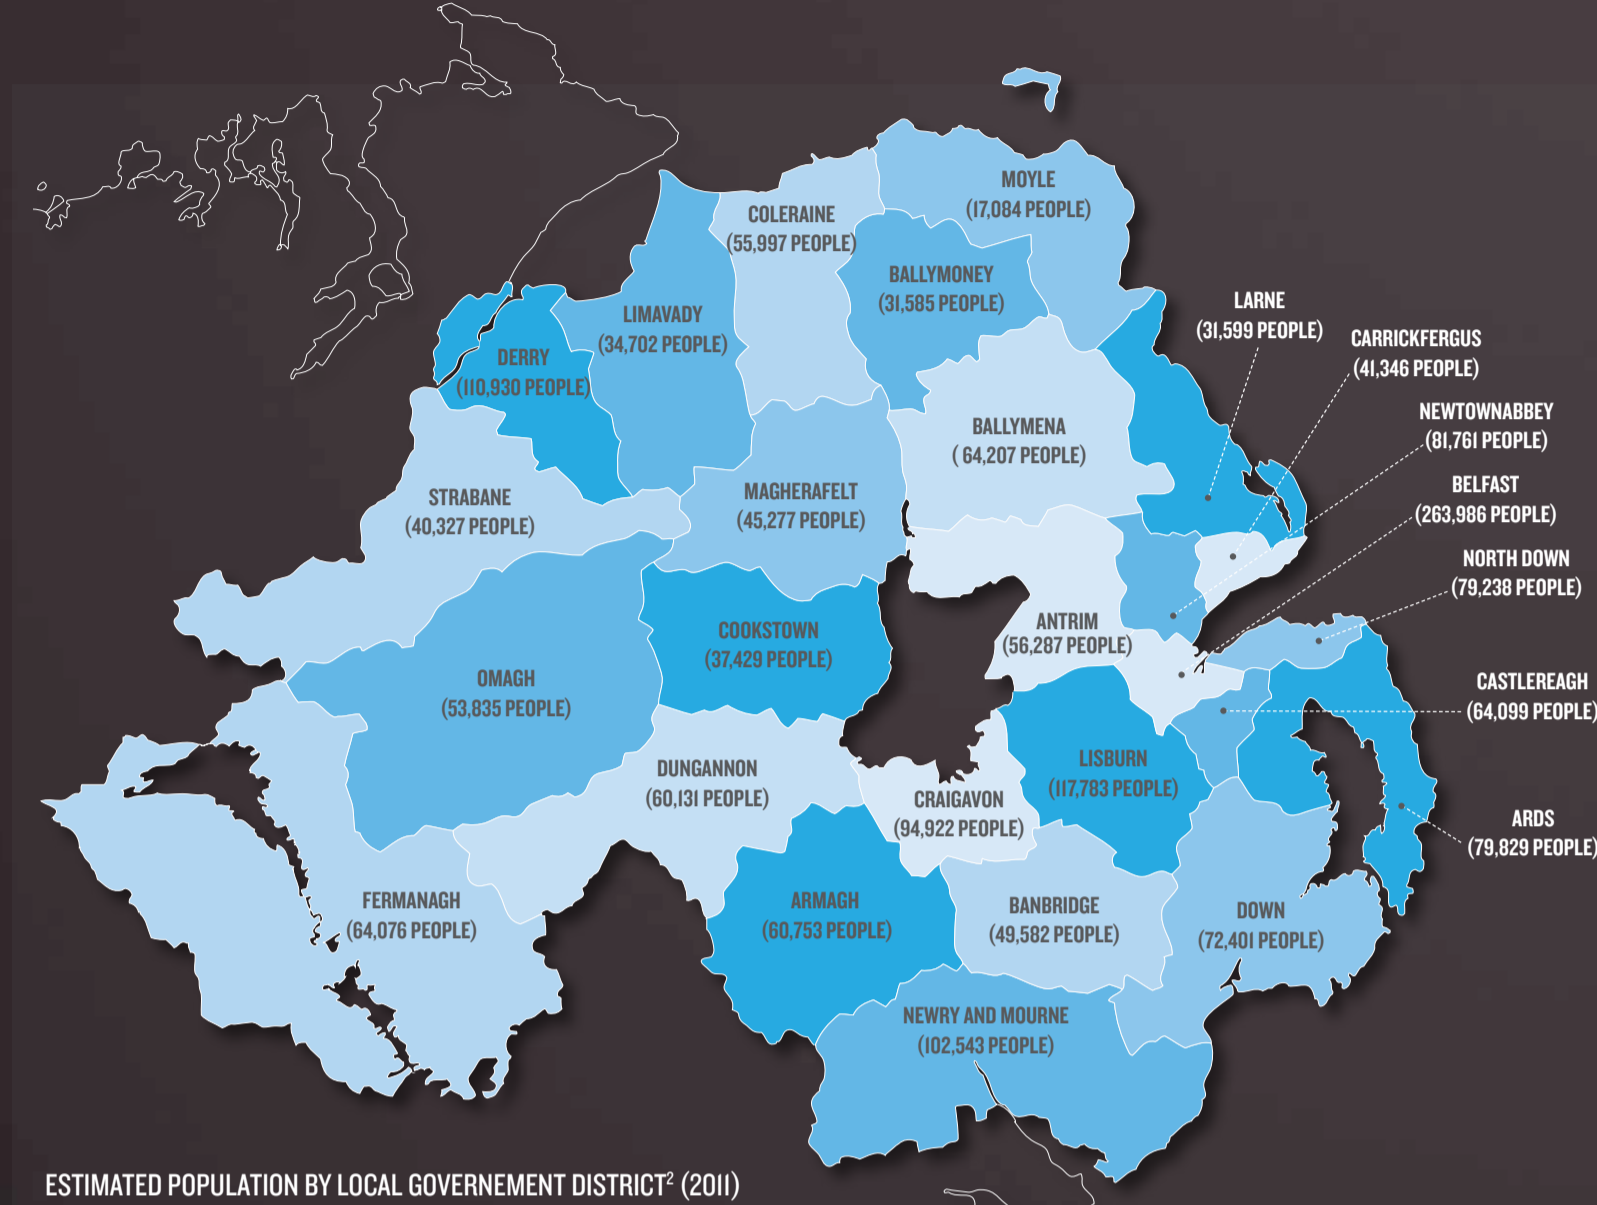 MOYLE
(17,084 PEOPLE)
COLERAINE
(55,997 PEOPLE)
BALLYMONEY
(31,585 PEOPLE)
LIMAVADY
(34,702 PEOPLE)
LARNE
(31,599 PEOPLE)
CARRICKFERGUS
(41,346 PEOPLE)
DERRY
(110,930 PEOPLE)
NEWTOWNABBEY
(81,761 PEOPLE)
BALLYMENA
( 64,207 PEOPLE)
BELFAST
(263,986 PEOPLE)
STRABANE
(40,327 PEOPLE)
MAGHERAFELT
(45,277 PEOPLE)
NORTH DOWN
(79,238 PEOPLE)
ANTRIM
(56,287 PEOPLE)
COOKSTOWN
(37,429 PEOPLE)
OMAGH
(53,835 PEOPLE)
CASTLEREAGH
(64,099 PEOPLE)
LISBURN
(117,783 PEOPLE)
DUNGANNON
(60,131 PEOPLE)
CRAIGAVON
(94,922 PEOPLE)
ARDS
(79,829 PEOPLE)
FERMANAGH
(64,076 PEOPLE)
ARMAGH
(60,753 PEOPLE)
BANBRIDGE
(49,582 PEOPLE)
DOWN
(72,401 PEOPLE)
NEWRY AND MOURNE
(102,543 PEOPLE)
ESTIMATED POPULATION BY LOCAL GOVERNEMENT DISTRICT² (2011)